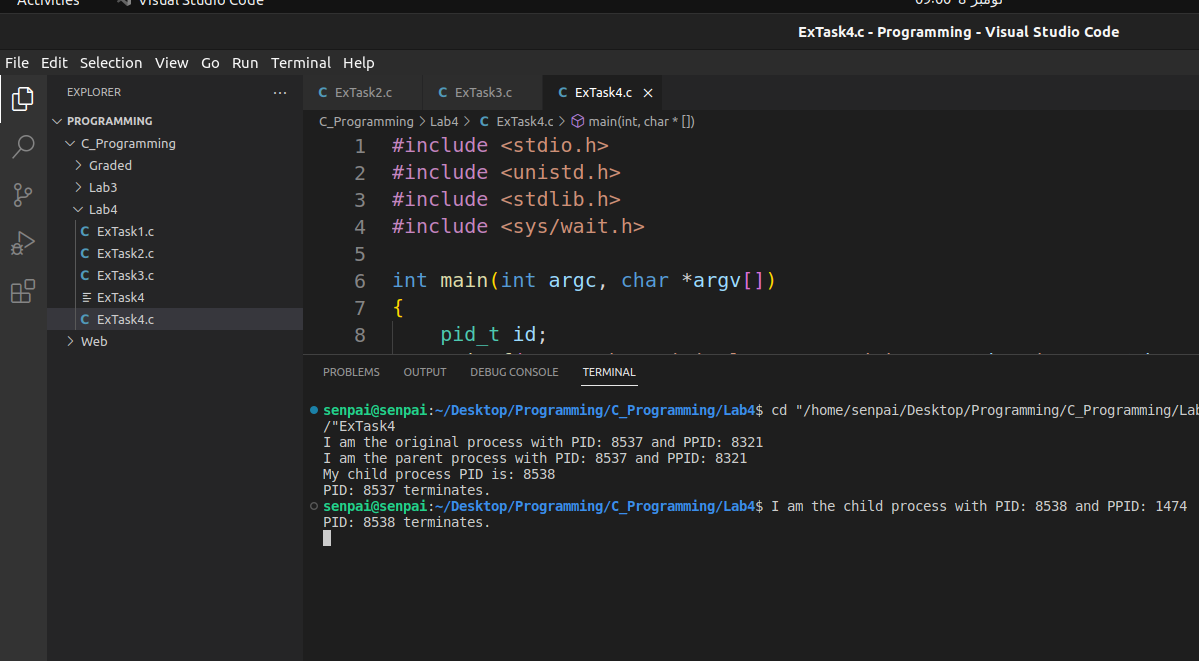 Activities Visual Studio Code نومبر 8 09:00
ExTask4.c - Programming - Visual Studio Code
File Edit Selection View Go Run Terminal Help
EXPLORER ...
PROGRAMMING
C_Programming
Graded
Lab3
Lab4
C ExTask1.c
C ExTask2.c
C ExTask3.c
ExTask4
C ExTask4.c
Web
C ExTask2.c C ExTask3.c C ExTask4.c ×
C_Programming > Lab4 > C ExTask4.c > main(int, char * [])
1 #include <stdio.h>
2 #include <unistd.h>
3 #include <stdlib.h>
4 #include <sys/wait.h>
5
6 int main(int argc, char *argv[])
7 {
8 pid_t id;
PROBLEMS OUTPUT DEBUG CONSOLE TERMINAL
senpai@senpai:~/Desktop/Programming/C_Programming/Lab4$ cd "/home/senpai/Desktop/Programming/C_Programming/Lab
/"ExTask4
I am the original process with PID: 8537 and PPID: 8321
I am the parent process with PID: 8537 and PPID: 8321
My child process PID is: 8538
PID: 8537 terminates.
senpai@senpai:~/Desktop/Programming/C_Programming/Lab4$ I am the child process with PID: 8538 and PPID: 1474
PID: 8538 terminates.